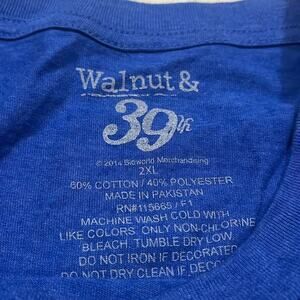 Walnut &
39th
© 2014 Bioworld Merchandising
2XL
60% COTTON / 40% POLYESTER
MADE IN PAKISTAN
RN#115665 / F1
MACHINE WASH COLD WITH
LIKE COLORS. ONLY NON-CHLORINE
BLEACH. TUMBLE DRY LOW.
DO NOT IRON IF DECORATED
DO NOT DRY CLEAN IF DEC